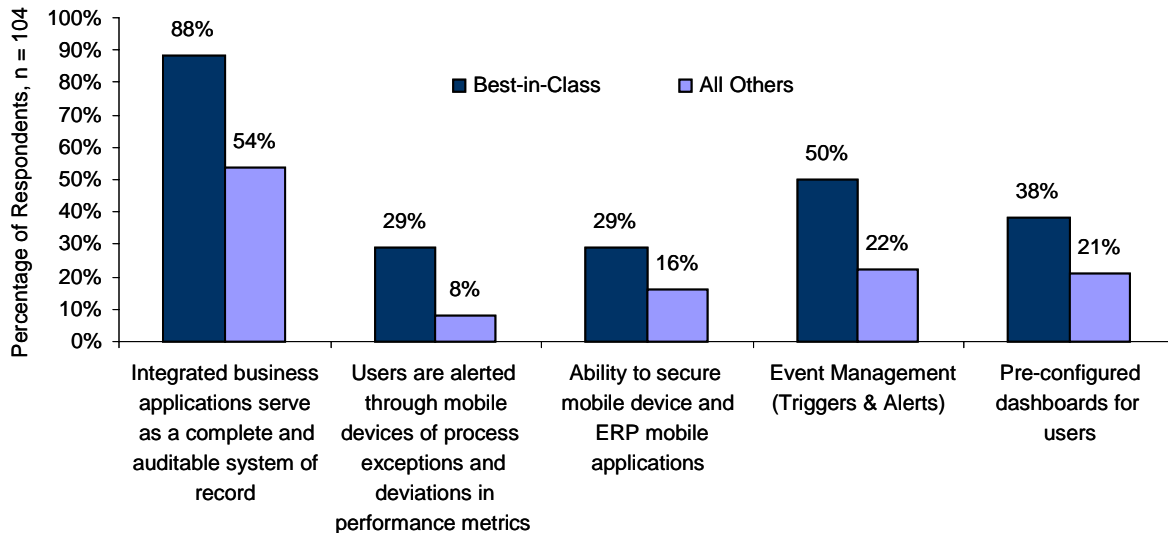 Percentage of Respondents, n = 104
100%
90%
80%
70%
60%
50%
40%
30%
20%
10%
0%
Best-in-Class
All Others
88%
54%
29%
8%
29%
16%
50%
22%
38%
21%
Integrated business
applications serve
as a complete and
auditable system of
record
Users are alerted
through mobile
devices of process
exceptions and
deviations in
performance metrics
Ability to secure
mobile device and
ERP mobile
applications
Event Management
(Triggers & Alerts)
Pre-configured
dashboards for
users